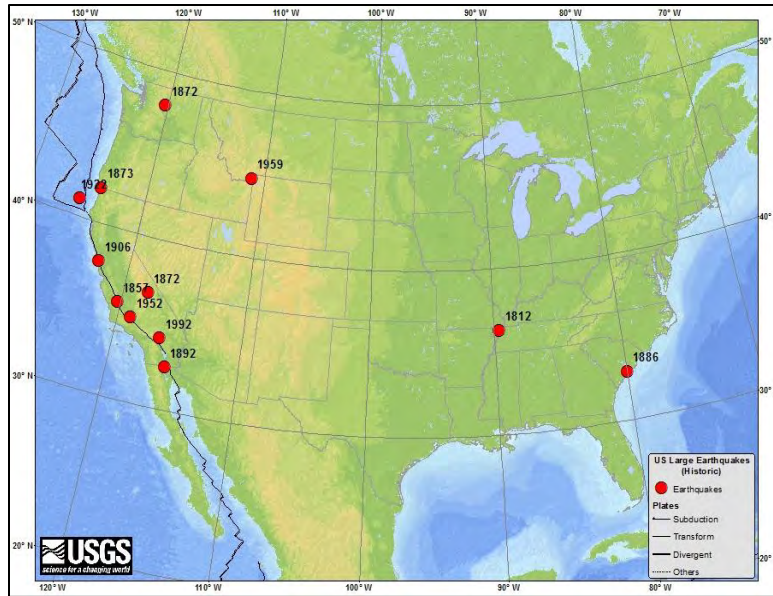 130° W 120° W 110° W 100° W 90° W 80° W 70° W
50° N
50°
1872
1959
1873
1922
40° N
40° N
1906
1872
1857
1952
1812
1992
1892
1886
30° N
30° N
US Large Earthquakes
(Historic)
Earthquakes
Plates
Subduction
Transform
Divergent
Others
20° N
20°
USGS
science for a changing world
120° W 110° W 100° W 90° W 80° W